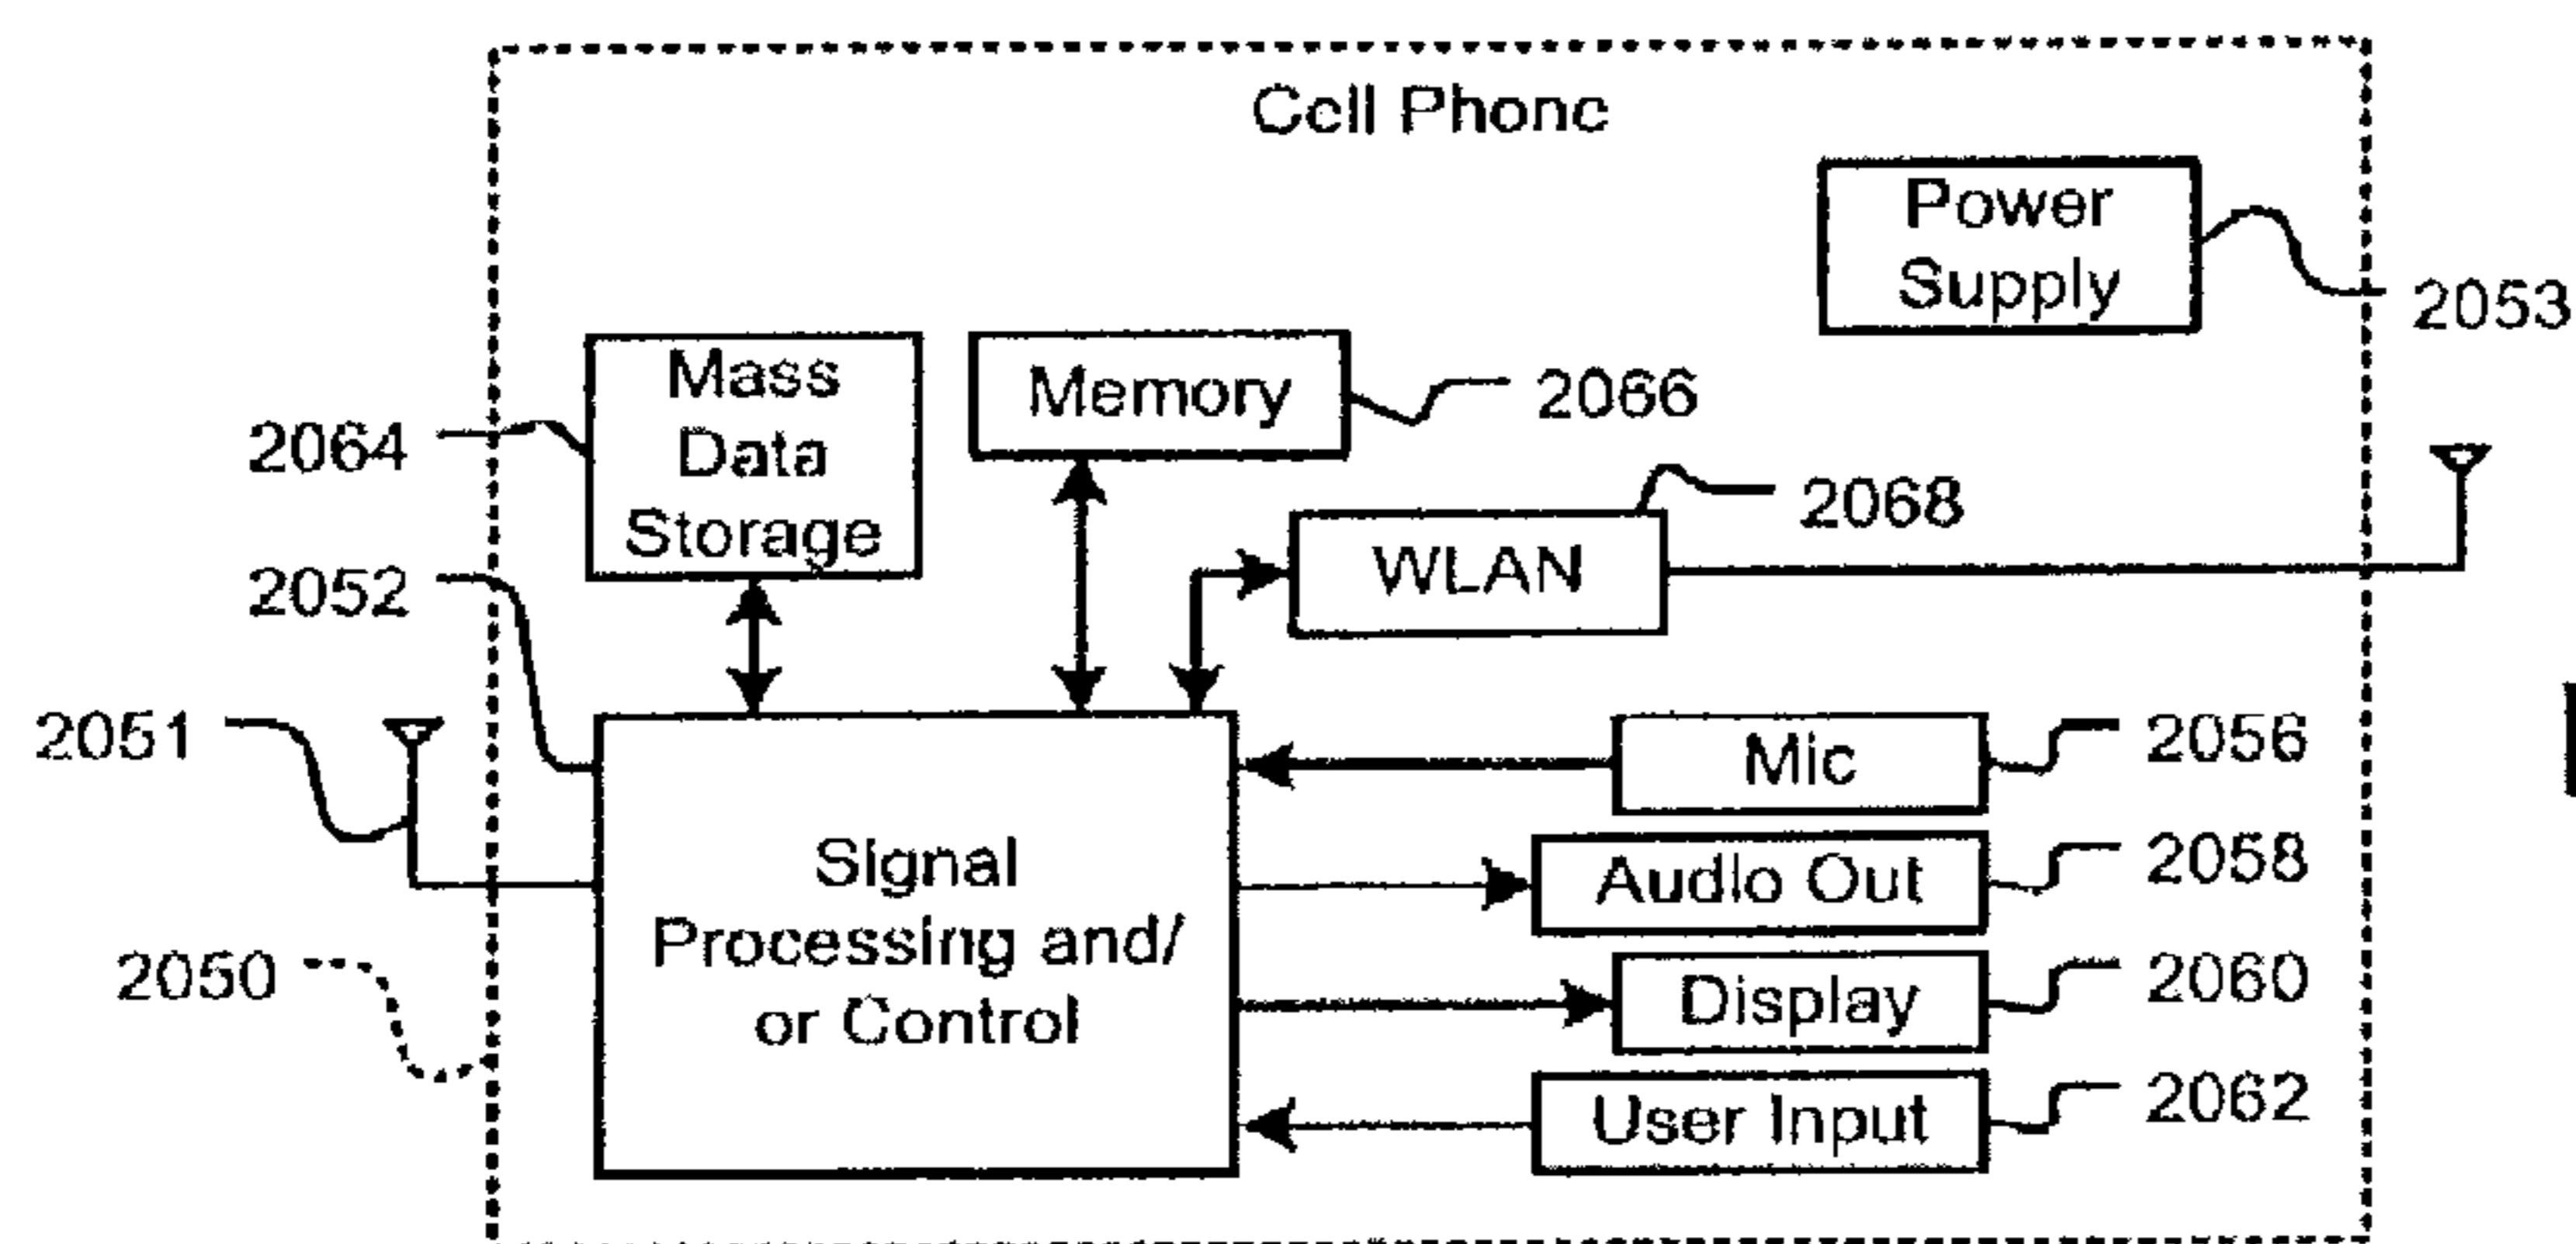 Cell Phone
Power
Supply
2053
Mass
Data
Storage
2064
Memory
2066
WLAN
2068
2052
2051
2050
Signal
Processing and/
or Control
Mic
2056
Audio Out
2058
Display
2060
User Input
2062